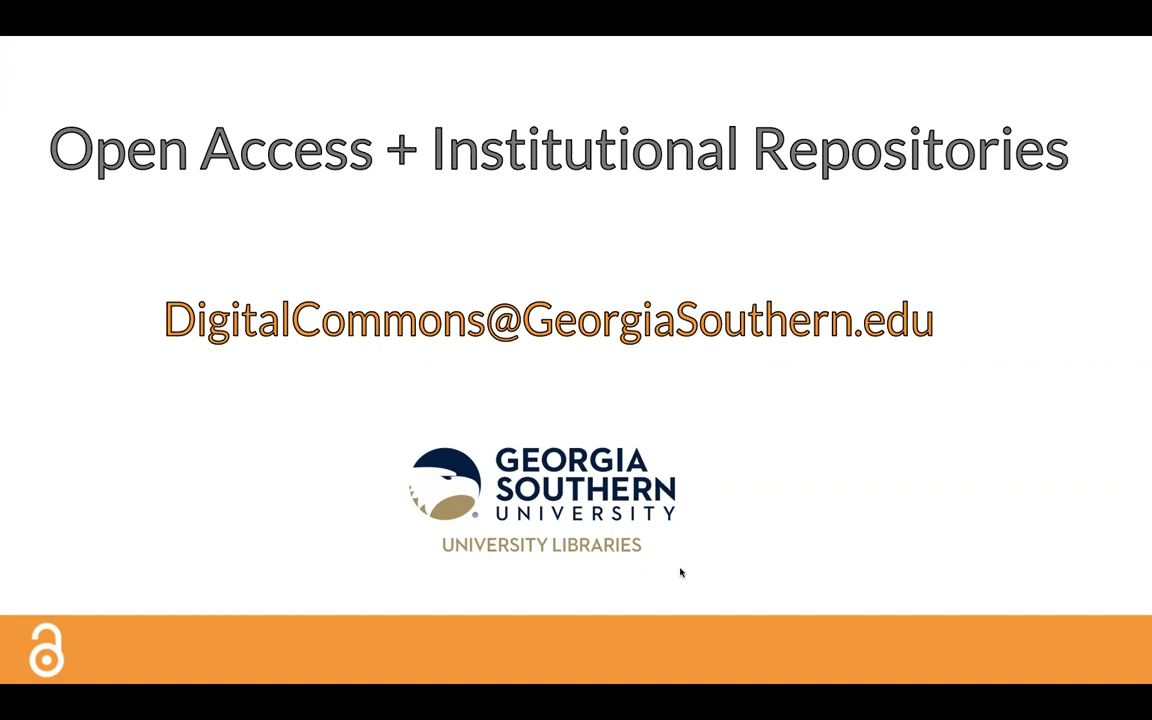 Open Access + Institutional Repositories
DigitalCommons@GeorgiaSouthern.edu
GEORGIA
SOUTHERN
® UNIVERSITY
UNIVERSITY LIBRARIES